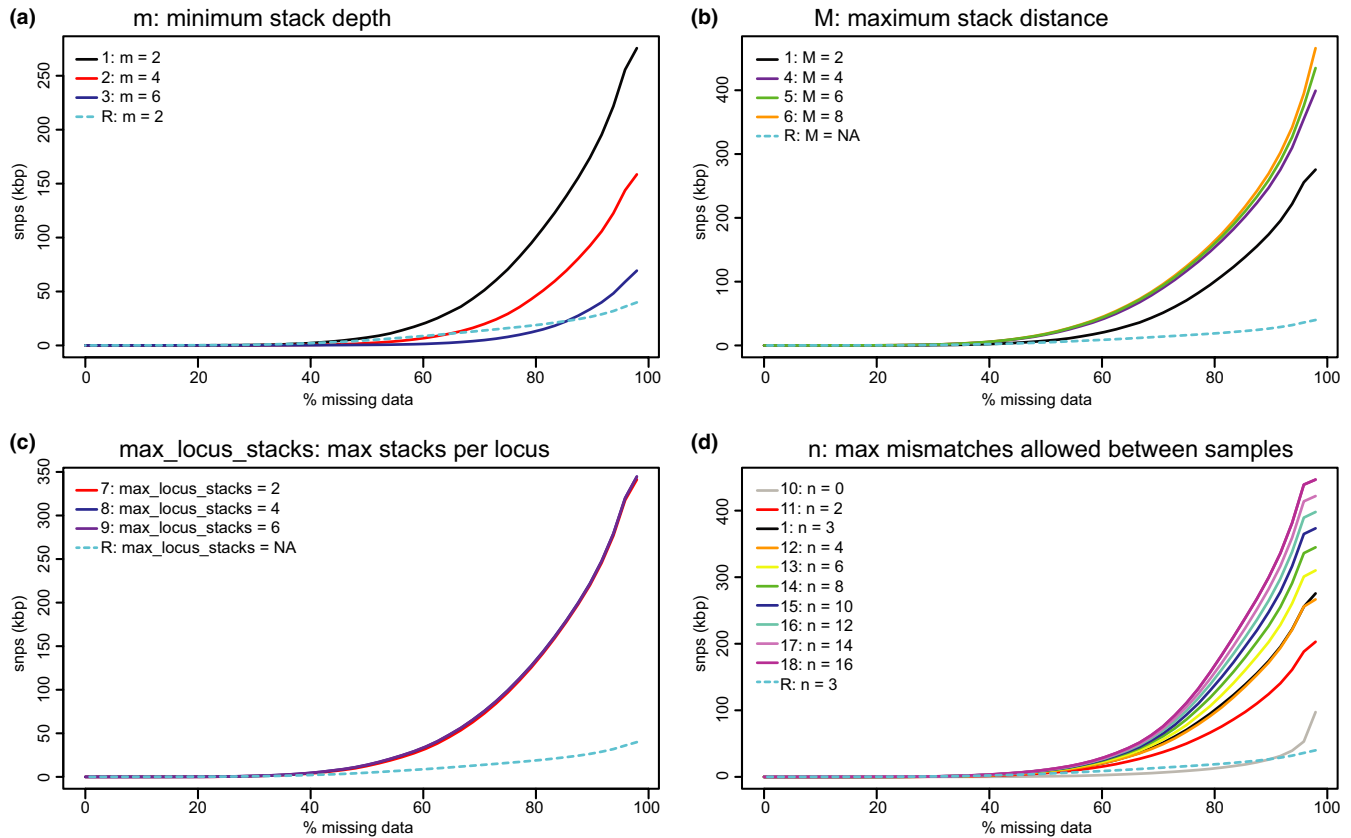 (a) m: minimum stack depth
snps (kbp)
250
200
150
100
50
0
1: m = 2
2: m = 4
3: m = 6
R: m = 2
0 20 40 60 80 100
% missing data
(b) M: maximum stack distance
snps (kbp)
400
300
200
100
0
1: M = 2
4: M = 4
5: M = 6
6: M = 8
R: M = NA
0 20 40 60 80 100
% missing data
(c) max_locus_stacks: max stacks per locus
snps (kbp)
350
300
250
200
150
100
50
0
7: max_locus_stacks = 2
8: max_locus_stacks = 4
9: max_locus_stacks = 6
R: max_locus_stacks = NA
0 20 40 60 80 100
% missing data
(d) n: max mismatches allowed between samples
snps (kbp)
400
300
200
100
0
10: n = 0
11: n = 2
1: n = 3
12: n = 4
13: n = 6
14: n = 8
15: n = 10
16: n = 12
17: n = 14
18: n = 16
R: n = 3
0 20 40 60 80 100
% missing data